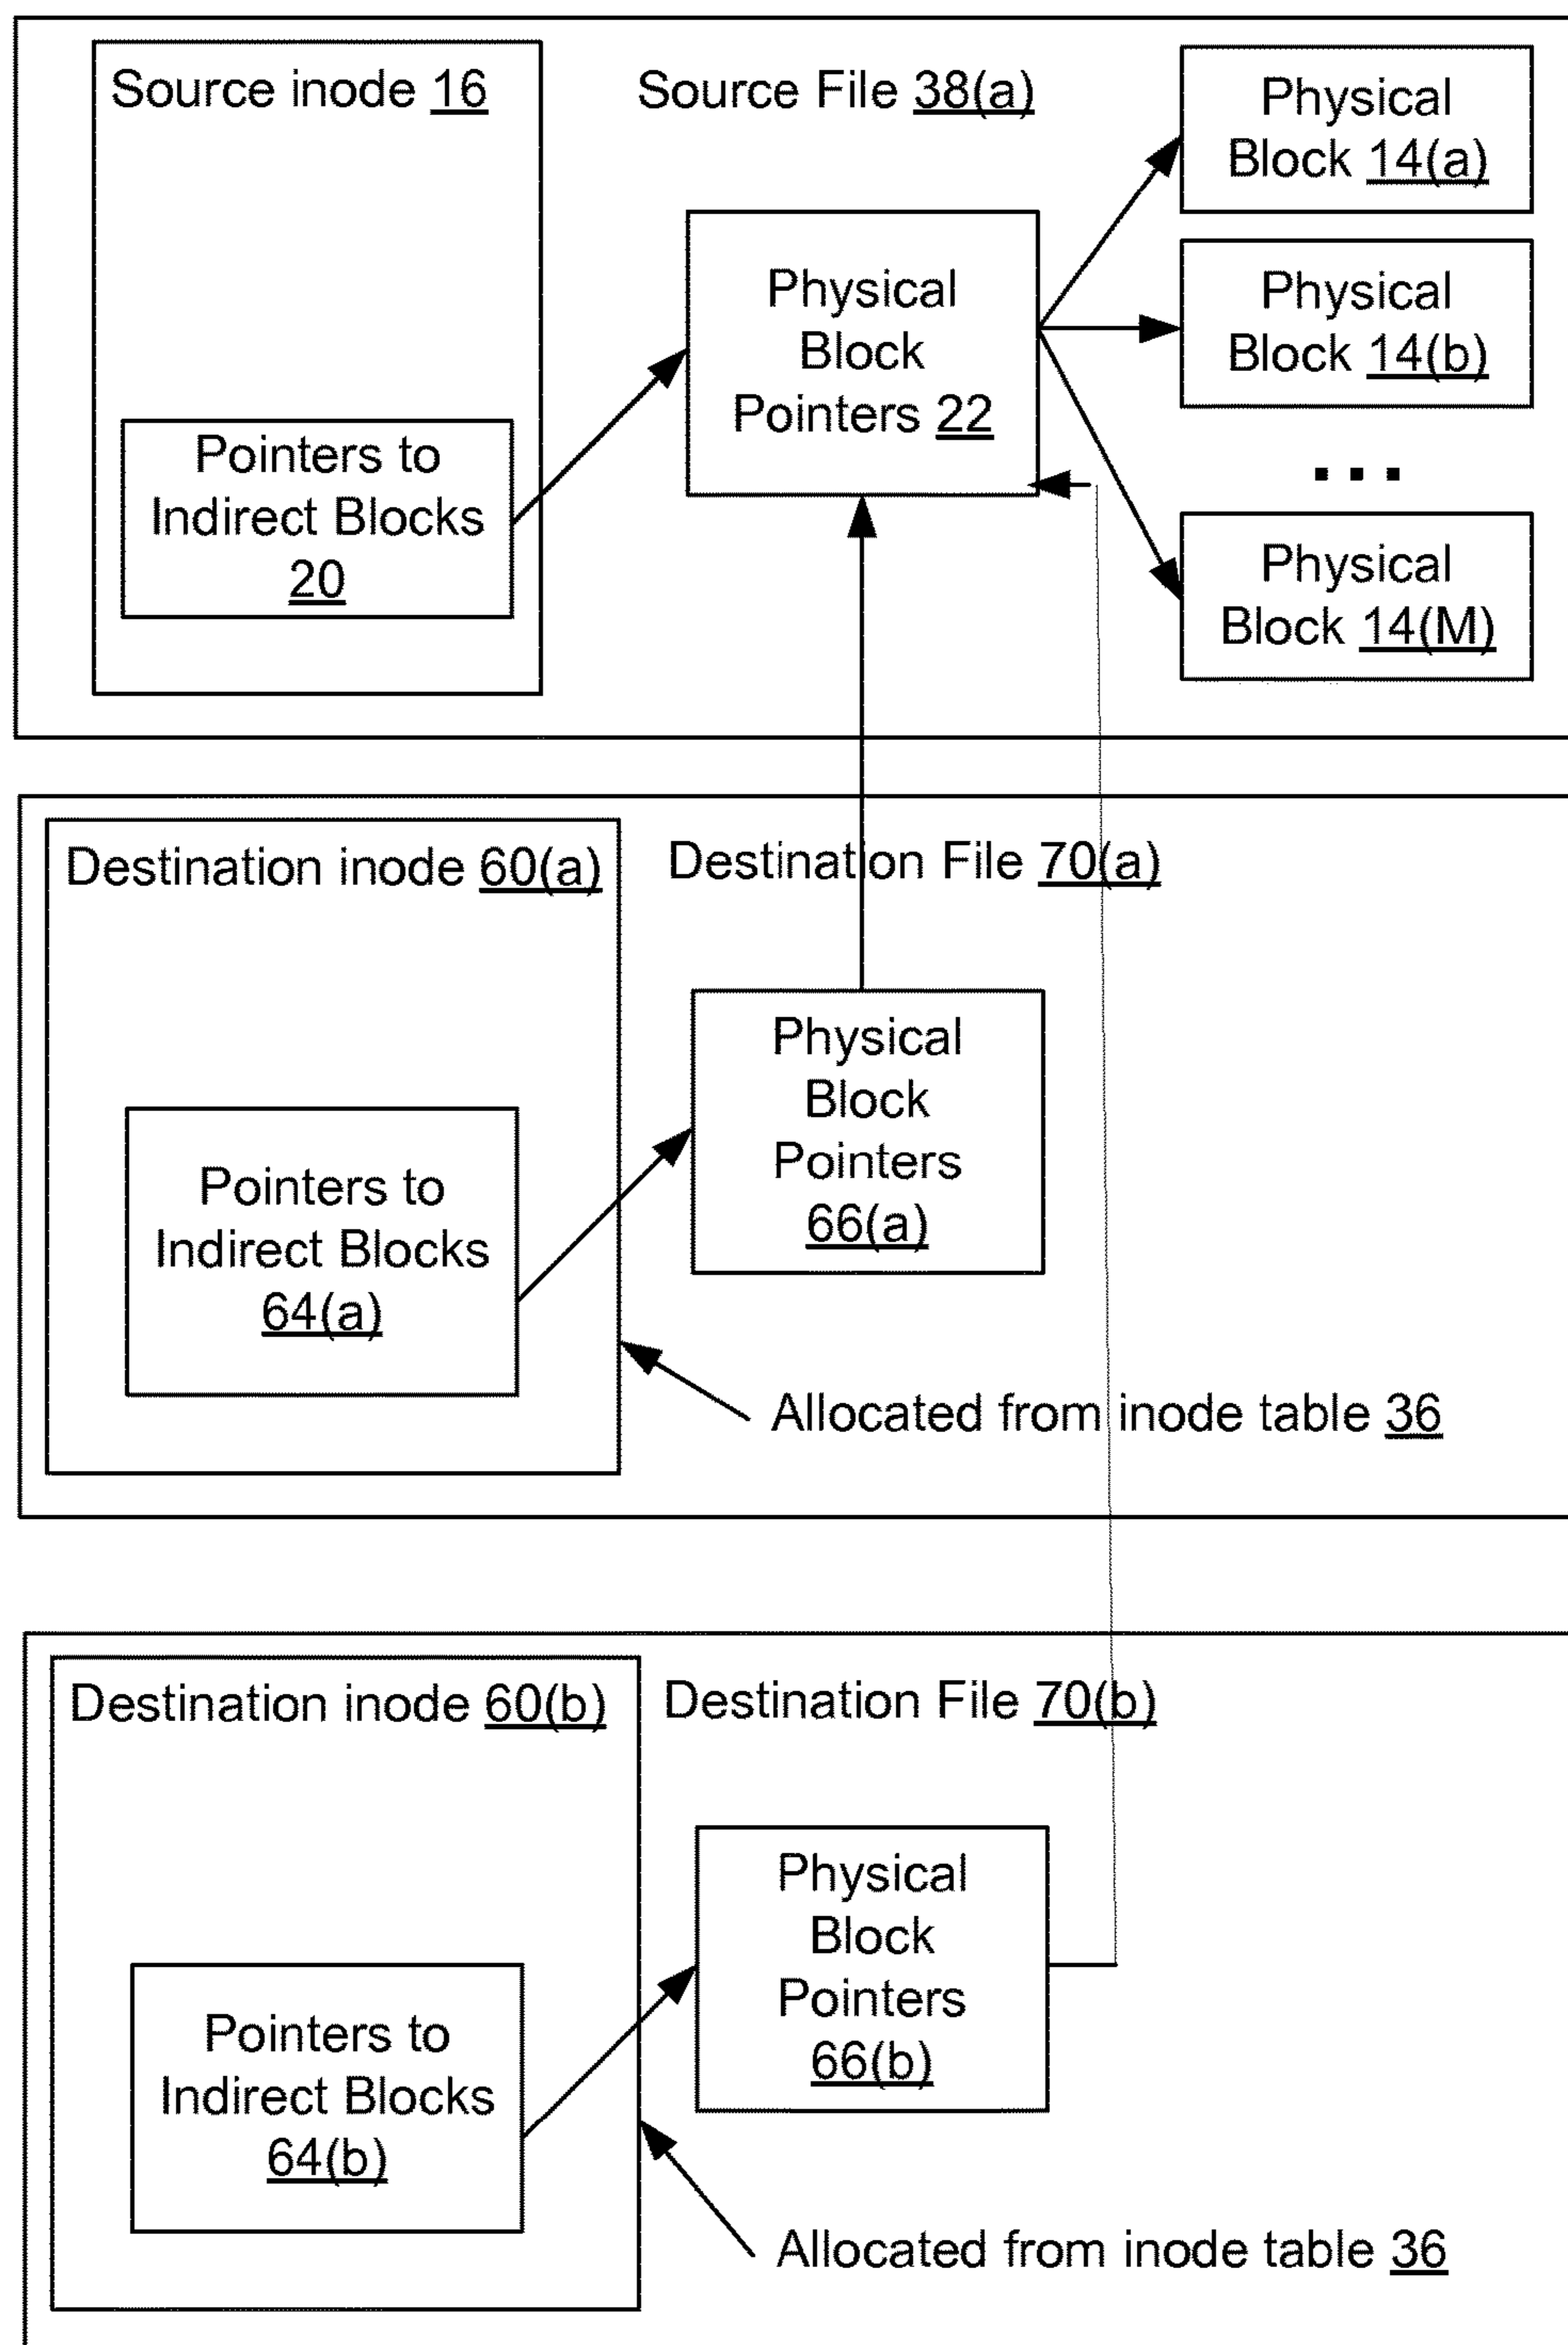 Source inode 16
Source File 38(a)
Physical
Block 14(a)
Physical
Block
Pointers 22
Physical
Block 14(b)
Pointers to
Indirect Blocks
20
...
Physical
Block 14(M)
Destination inode 60(a)
Destination File 70(a)
Physical
Block
Pointers
66(a)
Pointers to
Indirect Blocks
64(a)
Allocated from inode table 36
Destination inode 60(b)
Destination File 70(b)
Physical
Block
Pointers
66(b)
Pointers to
Indirect Blocks
64(b)
Allocated from inode table 36